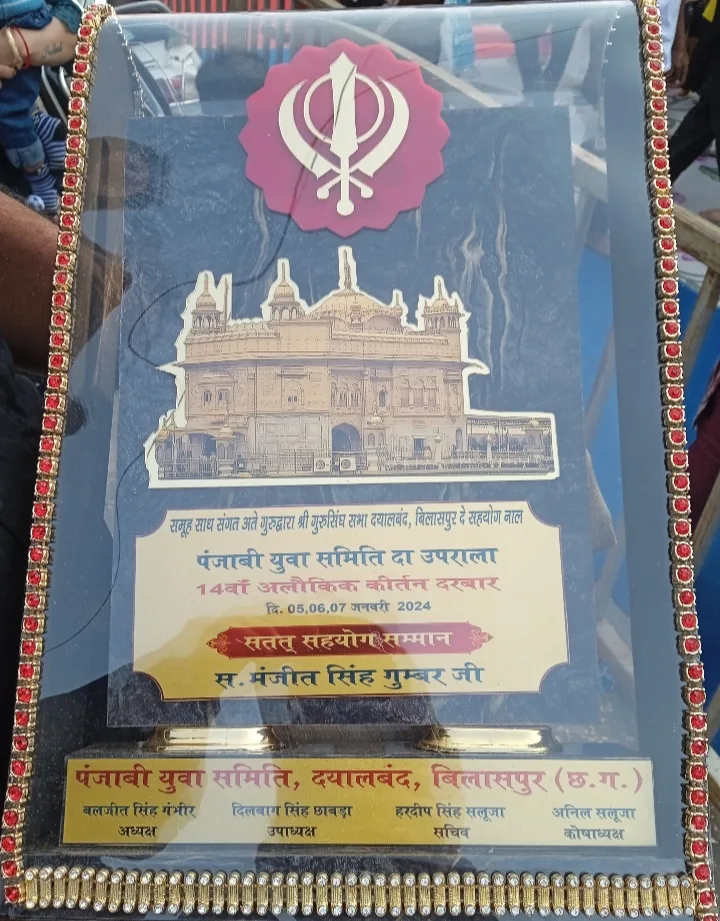 समूह साध संगत अते गुरुद्वारा श्री गुरुसिंघ सभा दयालबंद, बिलासपुर दे सहयोग नाल
पंजाबी युवा समिति दा उपराला
14वाँ अलौकिक कीर्तन दरबार
दि. 05,06,07 जनवरी 2024
सतत् सहयोग सम्मान
स. मंजीत सिंह गुम्बर जी
पंजाबी युवा समिति, दयालबंद, बिलासपुर (छ.ग.)
बलजीत सिंह गंभीर दिलबाग सिंह छाबड़ा हरदीप सिंह सलूजा अनिल सलूजा
अध्यक्ष उपाध्यक्ष सचिव कोषाध्यक्ष